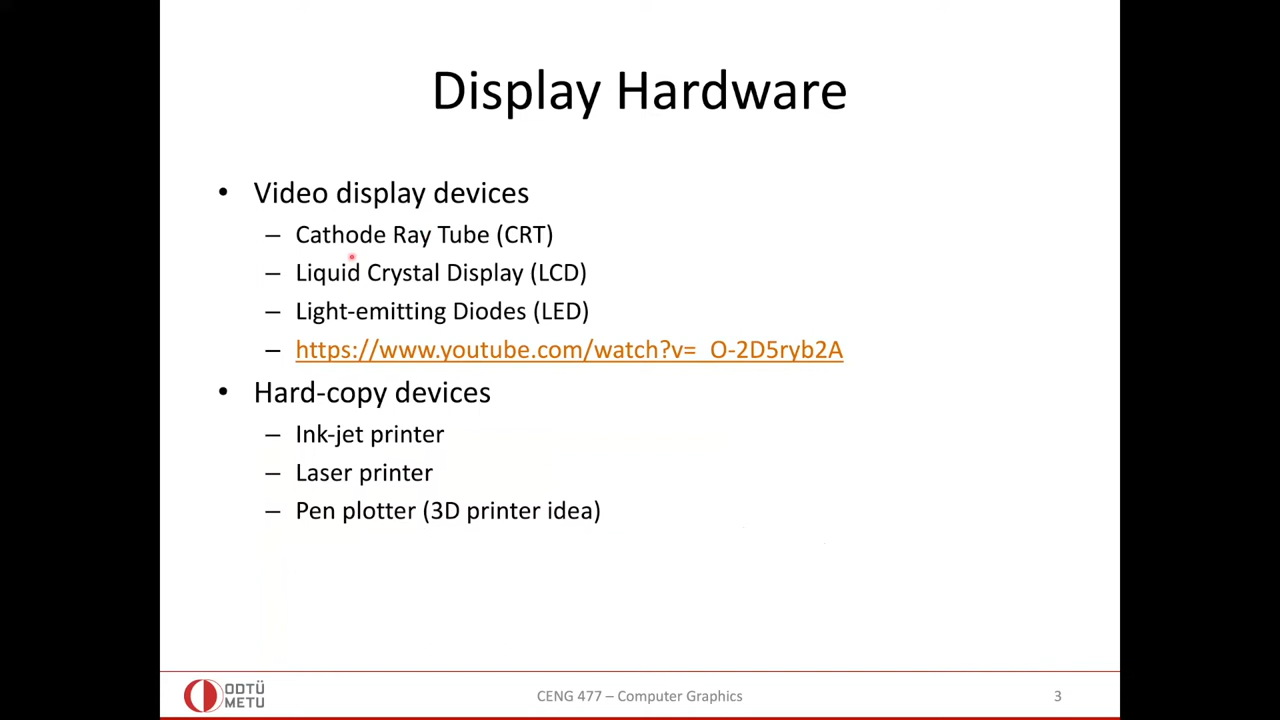 Display Hardware
• Video display devices
– Cathode Ray Tube (CRT)
– Liquid Crystal Display (LCD)
– Light-emitting Diodes (LED)
– https://www.youtube.com/watch?v=_O-2D5ryb2A
• Hard-copy devices
– Ink-jet printer
– Laser printer
– Pen plotter (3D printer idea)
ODTÜ
METU
CENG 477 – Computer Graphics
3